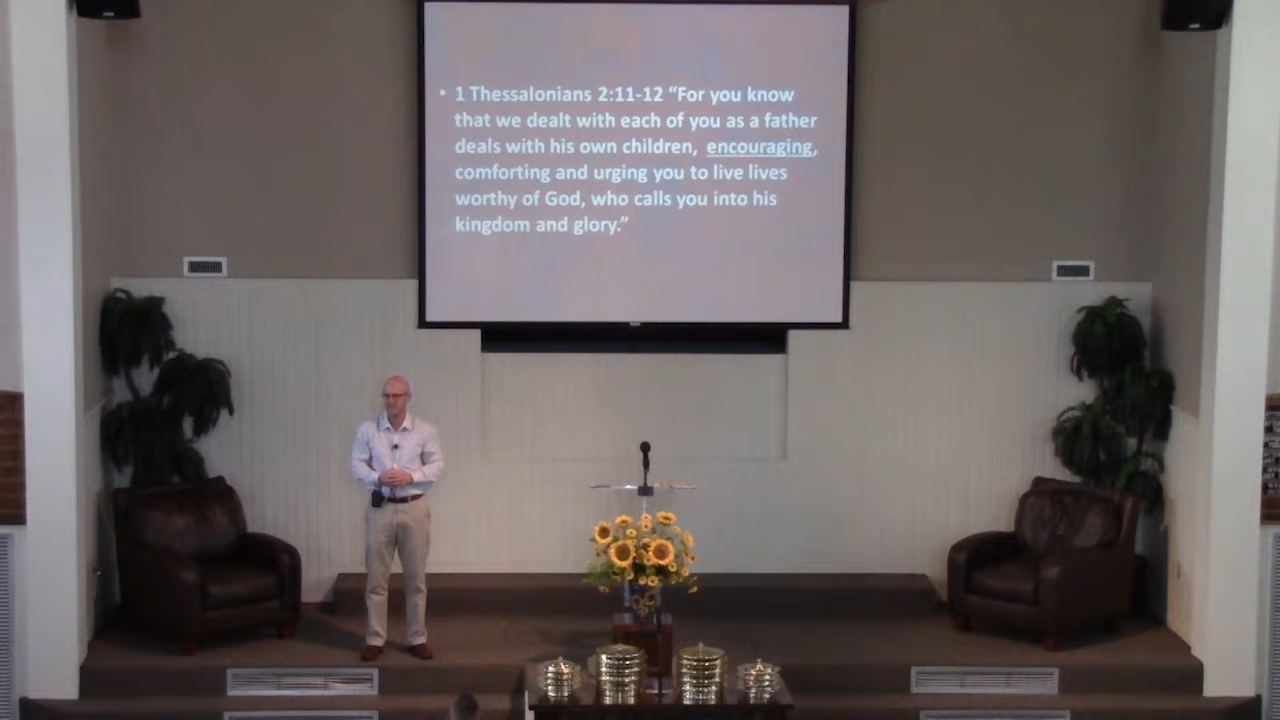 • 1 Thessalonians 2:11-12 “For you know
that we dealt with each of you as a father
deals with his own children, encouraging,
comforting and urging you to live lives
worthy of God, who calls you into his
kingdom and glory.”